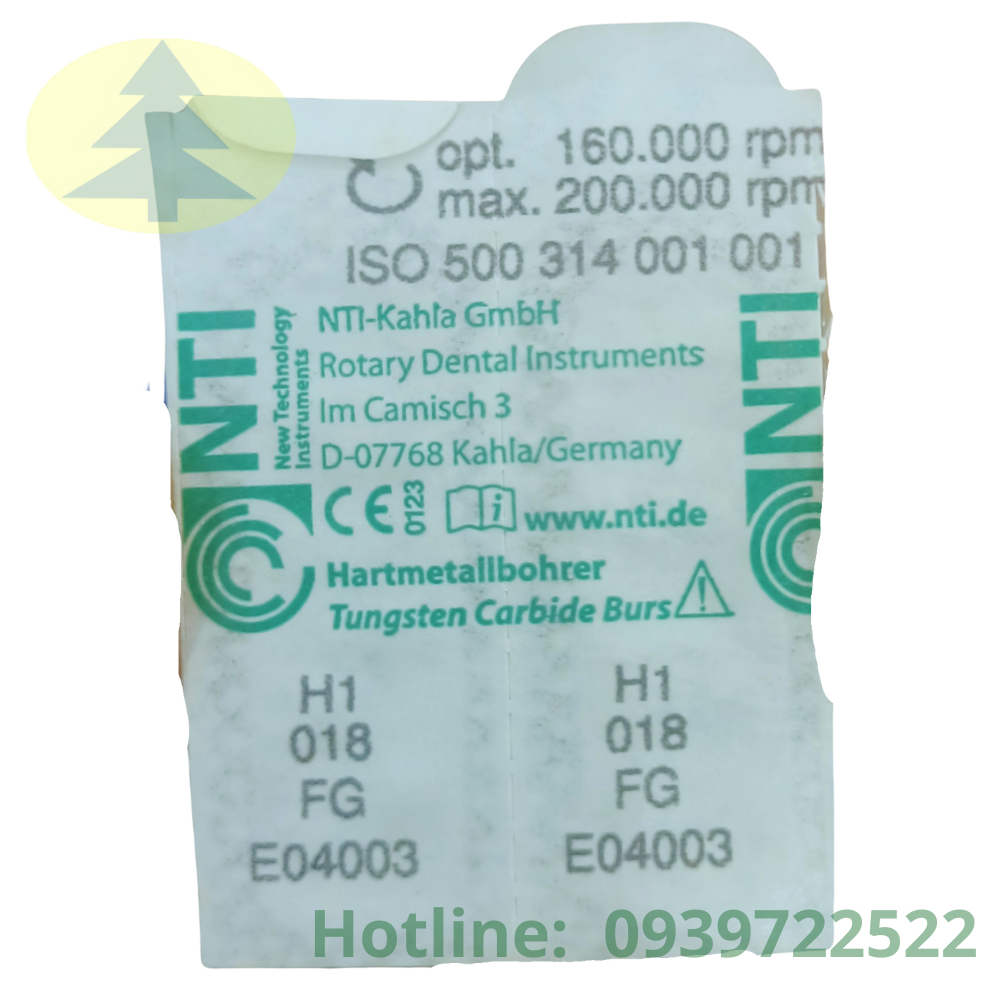 opt. 160.000 rpm
max. 200.000 rpm
ISO 500 314 001 001
NTI
New Technology
Instruments
NTI-Kahla GmbH
Rotary Dental Instruments
Im Camisch 3
D-07768 Kahla/Germany
CE 0123
i www.nti.de
Hartmetallbohrer
Tungsten Carbide Burs
NTI
H1 H1
018 018
FG FG
E04003 E04003
Hotline: 0939722522